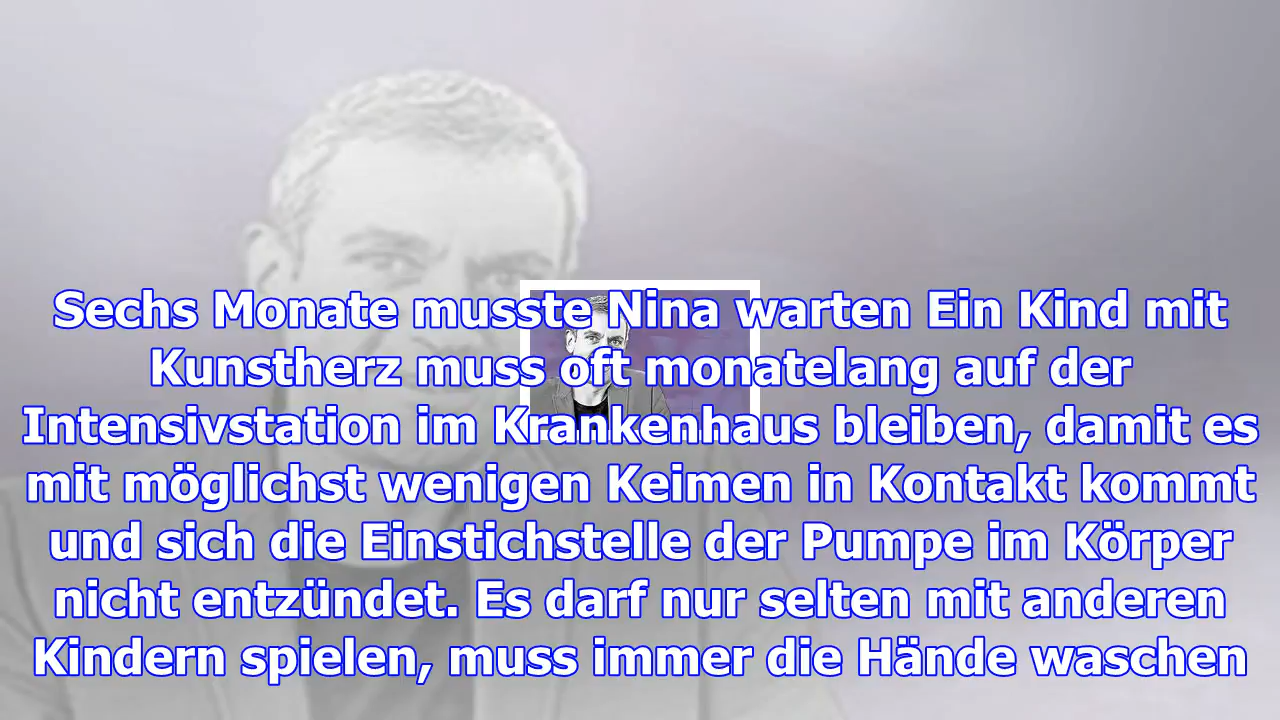 Sechs Monate musste Nina warten Ein Kind mit
Kunstherz muss oft monatelang auf der
Intensivstation im Krankenhaus bleiben, damit es
mit möglichst wenigen Keimen in Kontakt kommt
und sich die Einstichstelle der Pumpe im Körper
nicht entzündet. Es darf nur selten mit anderen
Kindern spielen, muss immer die Hände waschen